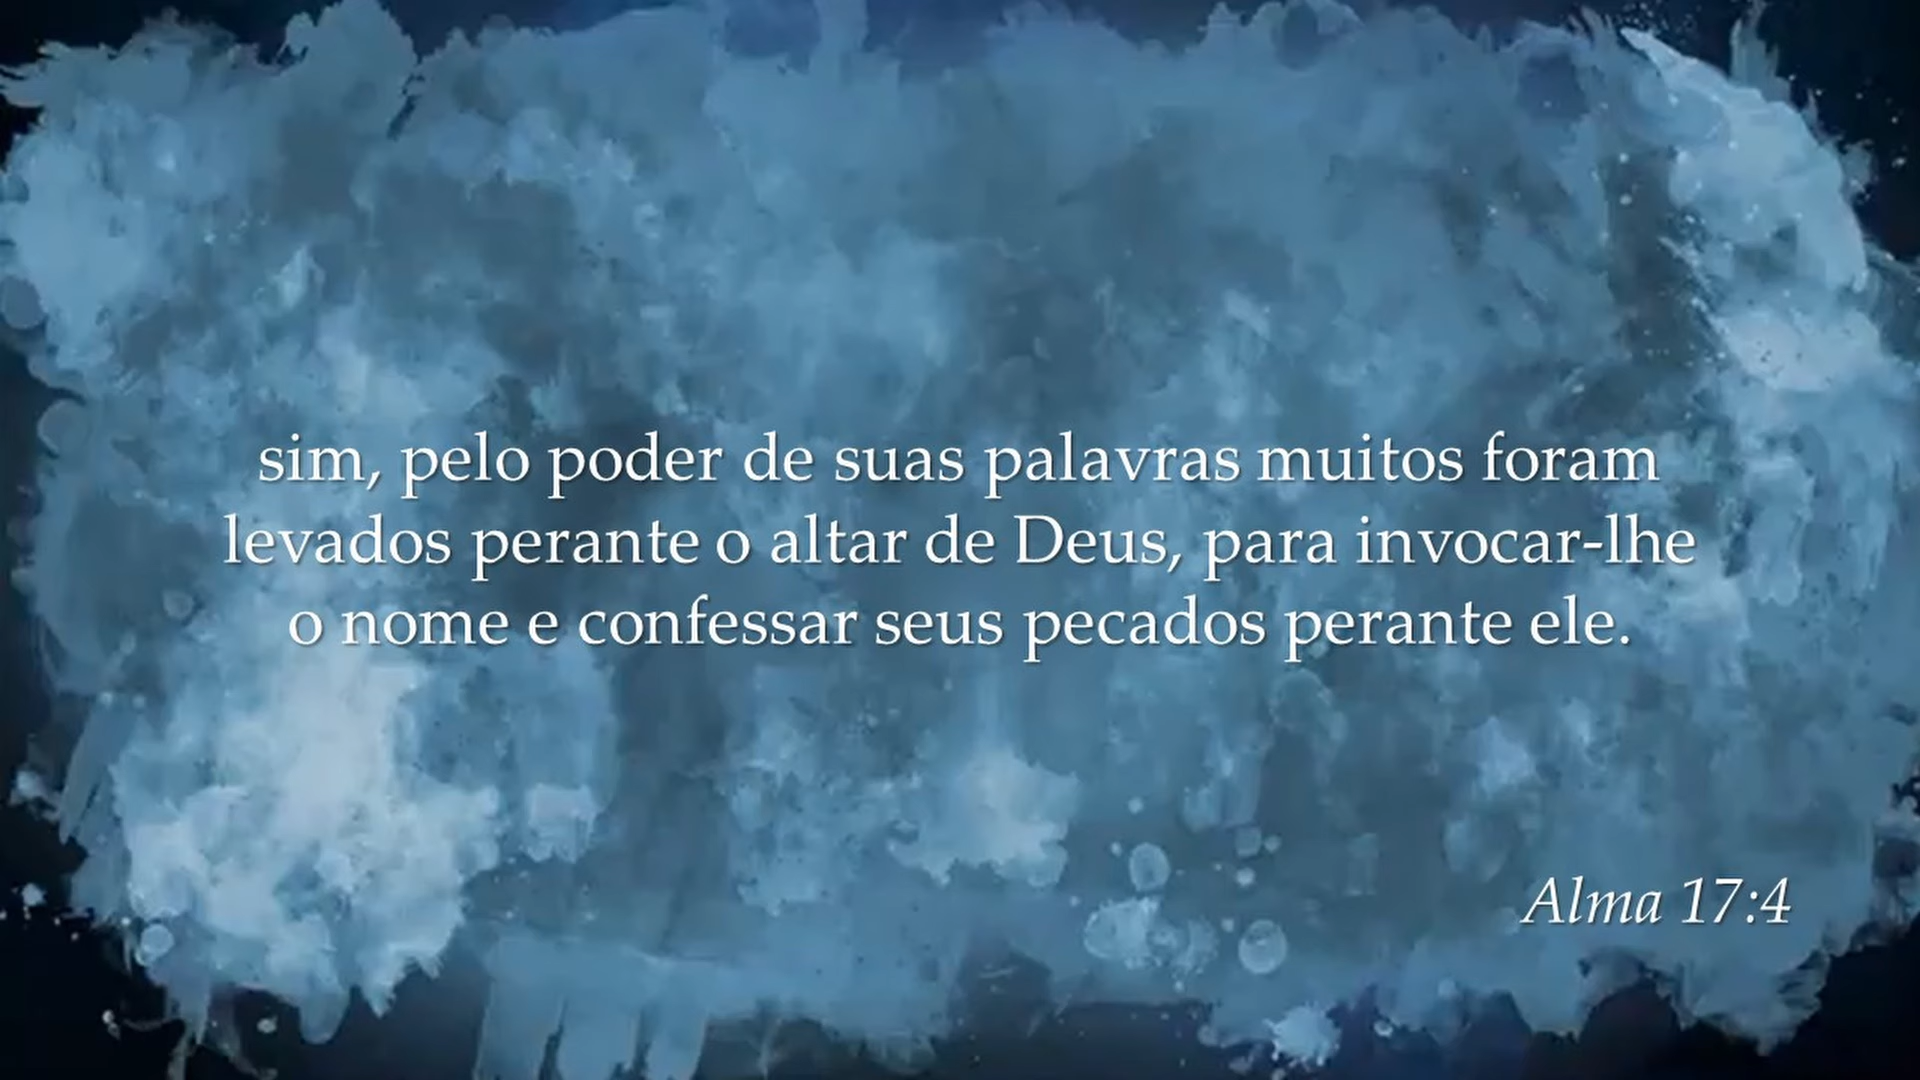 sim, pelo poder de suas palavras muitos foram
levados perante o altar de Deus, para invocar-lhe
o nome e confessar seus pecados perante ele.
Alma 17:4